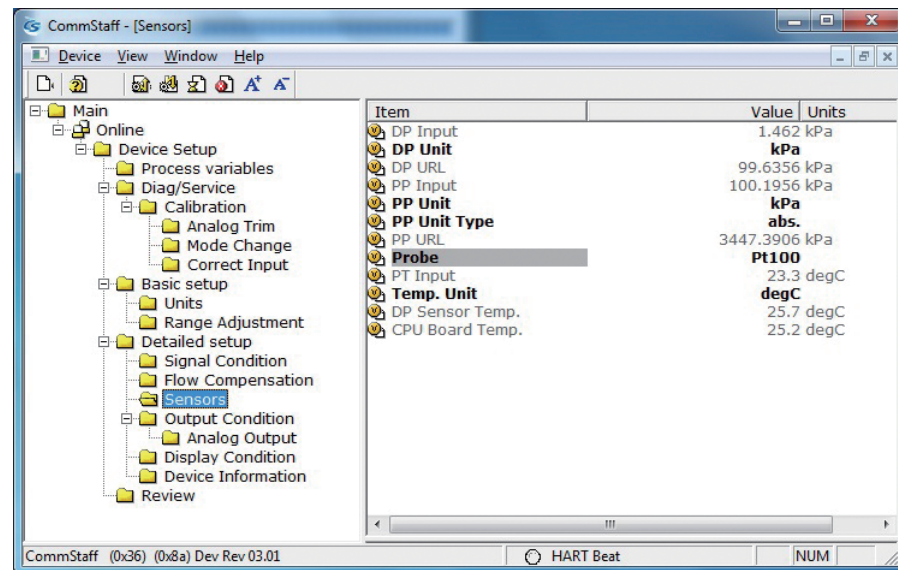 CommStaff - [Sensors]
Device View Window Help
Main
Online
Device Setup
Process variables
Diag/Service
Calibration
Analog Trim
Mode Change
Correct Input
Basic setup
Units
Range Adjustment
Detailed setup
Signal Condition
Flow Compensation
Sensors
Output Condition
Analog Output
Display Condition
Device Information
Review
Item Value Units
DP Input 1.462 kPa
DP Unit kPa
DP URL 99.6356 kPa
PP Input 100.1956 kPa
PP Unit kPa
PP Unit Type abs.
PP URL 3447.3906 kPa
Probe Pt100
PT Input 23.3 degC
Temp. Unit degC
DP Sensor Temp. 25.7 degC
CPU Board Temp. 25.2 degC
CommStaff (0x36) (0x8a) Dev Rev 03.01 HART Beat NUM